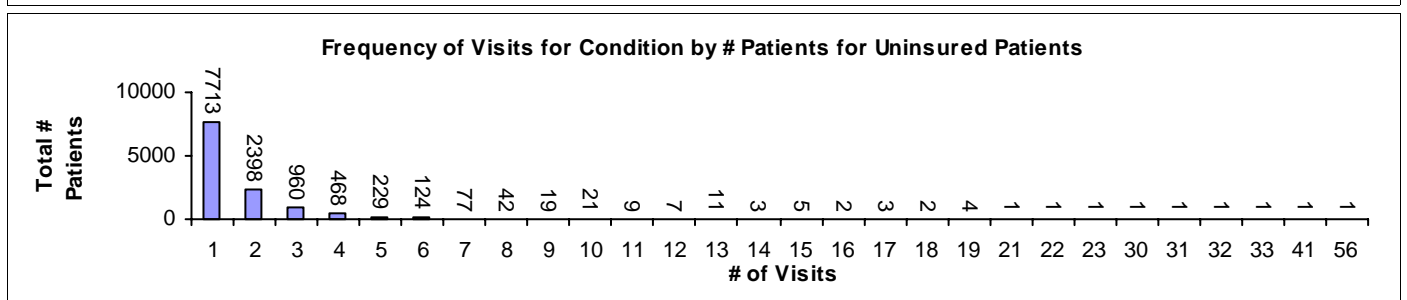 Frequency of Visits for Condition by # Patients for Uninsured Patients
Total #
Patients
10000
5000
0
7713 2398 960 468 229 124 77 42 19 21 9 7 11 3 5 2 3 2 4 1 1 1 1 1 1 1 1 1
1 2 3 4 5 6 7 8 9 10 11 12 13 14 15 16 17 18 19 21 22 23 30 31 32 33 41 56
# of Visits